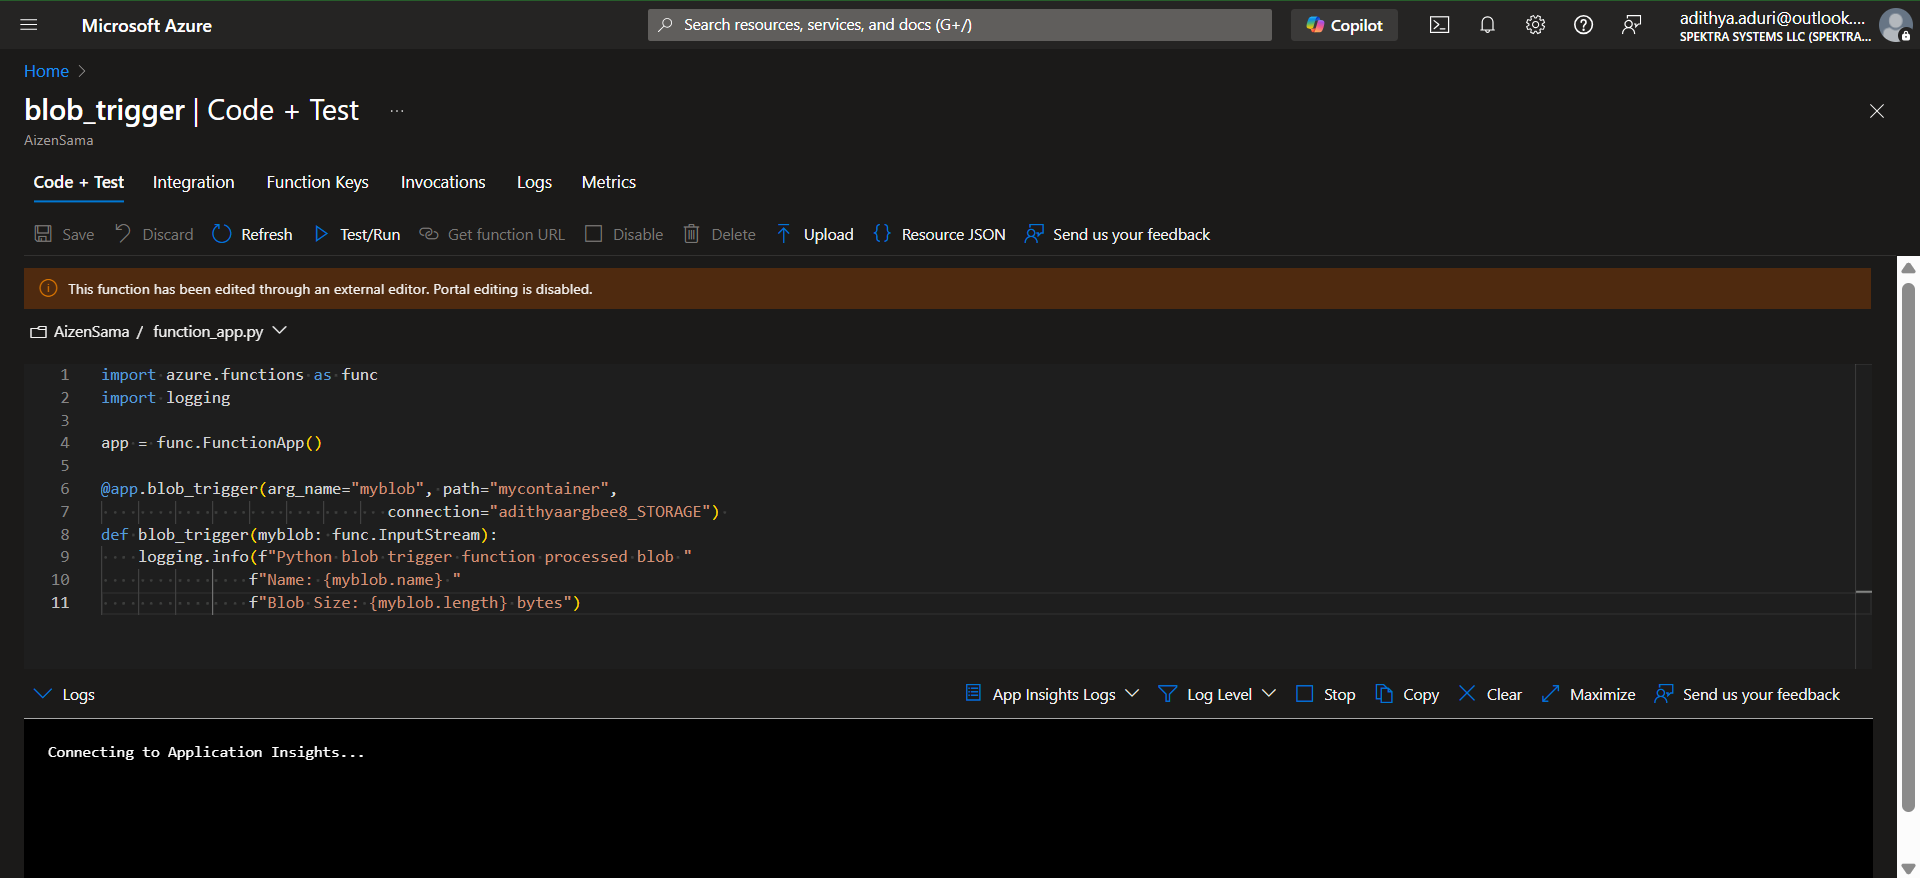 Microsoft Azure
Search resources, services, and docs (G+/)
Copilot
adithya.aduri@outlook....
SPEKTRA SYSTEMS LLC (SPEKTRA...
Home
blob_trigger | Code + Test ...
AizenSama
Code + Test Integration Function Keys Invocations Logs Metrics
Save Discard Refresh Test/Run Get function URL Disable Delete Upload Resource JSON Send us your feedback
This function has been edited through an external editor. Portal editing is disabled.
AizenSama / function_app.py
1 import azure.functions as func
2 import logging
3
4 app = func.FunctionApp()
5
6 @app.blob_trigger(arg_name="myblob", path="mycontainer",
7 connection="adithyaargbee8_STORAGE")
8 def blob_trigger(myblob: func.InputStream):
9 logging.info(f"Python blob trigger function processed blob "
10 f"Name: {myblob.name} "
11 f"Blob Size: {myblob.length} bytes")
Logs App Insights Logs Log Level Stop Copy Clear Maximize Send us your feedback
Connecting to Application Insights...